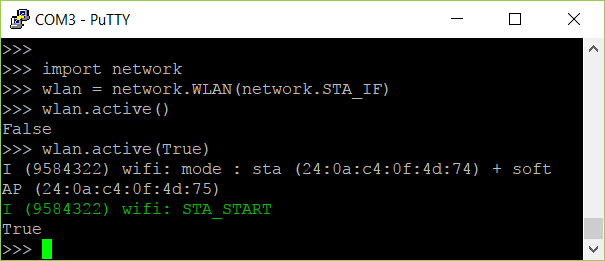 COM3 - PuTTY
>>>
>>> import network
>>> wlan = network.WLAN(network.STA_IF)
>>> wlan.active()
False
>>> wlan.active(True)
I (9584322) wifi: mode : sta (24:0a:c4:0f:4d:74) + soft
AP (24:0a:c4:0f:4d:75)
I (9584322) wifi: STA_START
True
>>>